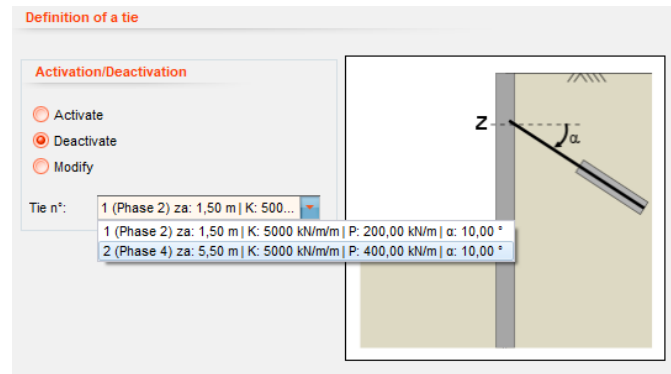 Definition of a tie
Activation/Deactivation
Activate
Deactivate
Modify
Tie n°: 1 (Phase 2) za: 1,50 m | K: 500...
1 (Phase 2) za: 1,50 m | K: 5000 kN/m/m | P: 200,00 kN/m | α: 10,00 °
2 (Phase 4) za: 5,50 m | K: 5000 kN/m/m | P: 400,00 kN/m | α: 10,00 °
Z
α